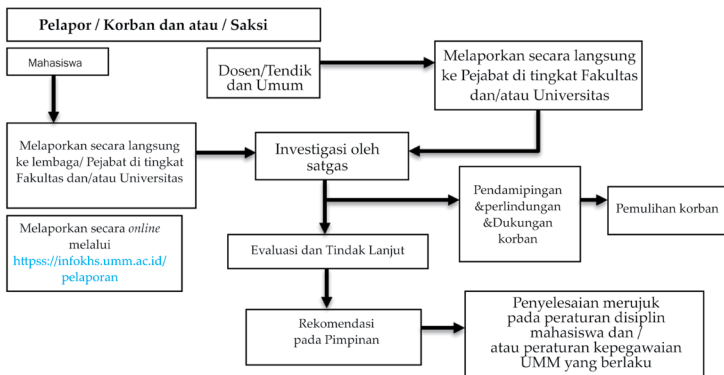 Pelapor / Korban dan atau / Saksi
Mahasiswa
Dosen/Tendik
dan Umum
Melaporkan secara langsung
ke Pejabat di tingkat Fakultas
dan/atau Universitas
Melaporkan secara langsung
ke lembaga/ Pejabat di tingkat
Fakultas dan/atau Universitas
Investigasi oleh
satgas
Melaporkan secara online
melalui
httpss://infokhs.umm.ac.id/
pelaporan
Pendampingan
&perlindungan
&Dukungan
korban
Pemulihan korban
Evaluasi dan Tindak Lanjut
Rekomendasi
pada Pimpinan
Penyelesaian merujuk
pada peraturan disiplin
mahasiswa dan /
atau peraturan kepegawaian
UMM yang berlaku